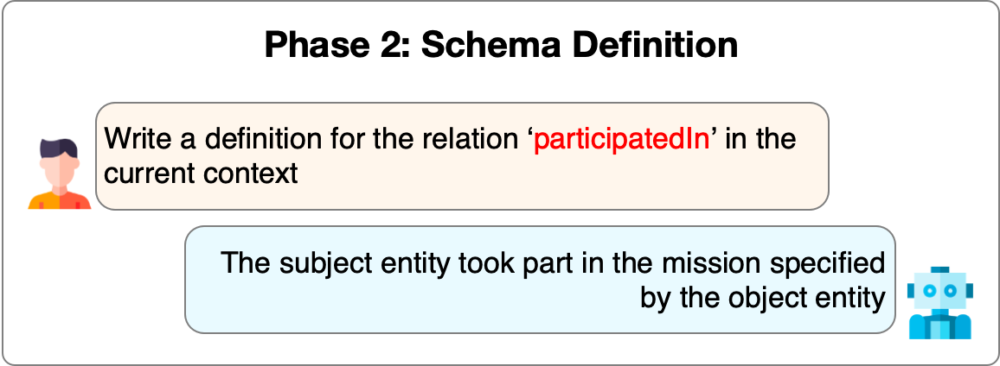 Phase 2: Schema Definition
Write a definition for the relation ‘participatedIn’ in the
current context
The subject entity took part in the mission specified
by the object entity